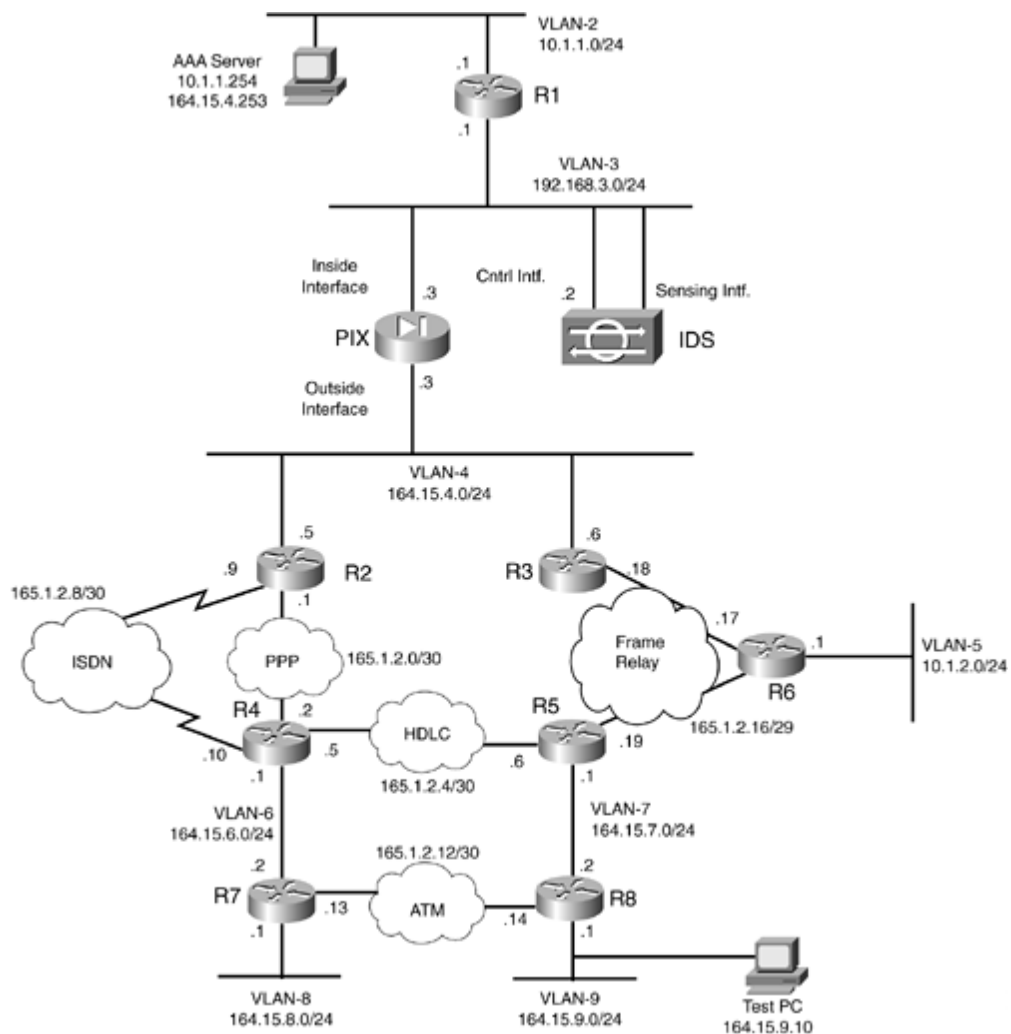 VLAN-2
10.1.1.0/24
AAA Server
10.1.1.254
164.15.4.253
.1
R1
.1
VLAN-3
192.168.3.0/24
Inside
Interface
.3
Cntrl Intf.
.2
Sensing Intf.
PIX
IDS
Outside
Interface
.3
VLAN-4
164.15.4.0/24
.5
.6
R2
R3
.9
.1
.18
165.1.2.8/30
.17
.1
VLAN-5
10.1.2.0/24
ISDN
PPP
165.1.2.0/30
Frame
Relay
R6
R4
.2
R5
165.1.2.16/29
.10
.5
HDLC
.6
.19
.1
165.1.2.4/30
.1
VLAN-6
164.15.6.0/24
VLAN-7
164.15.7.0/24
165.1.2.12/30
.2
.2
R7
.13
ATM
.14
R8
.1
.1
VLAN-8
164.15.8.0/24
VLAN-9
164.15.9.0/24
Test PC
164.15.9.10